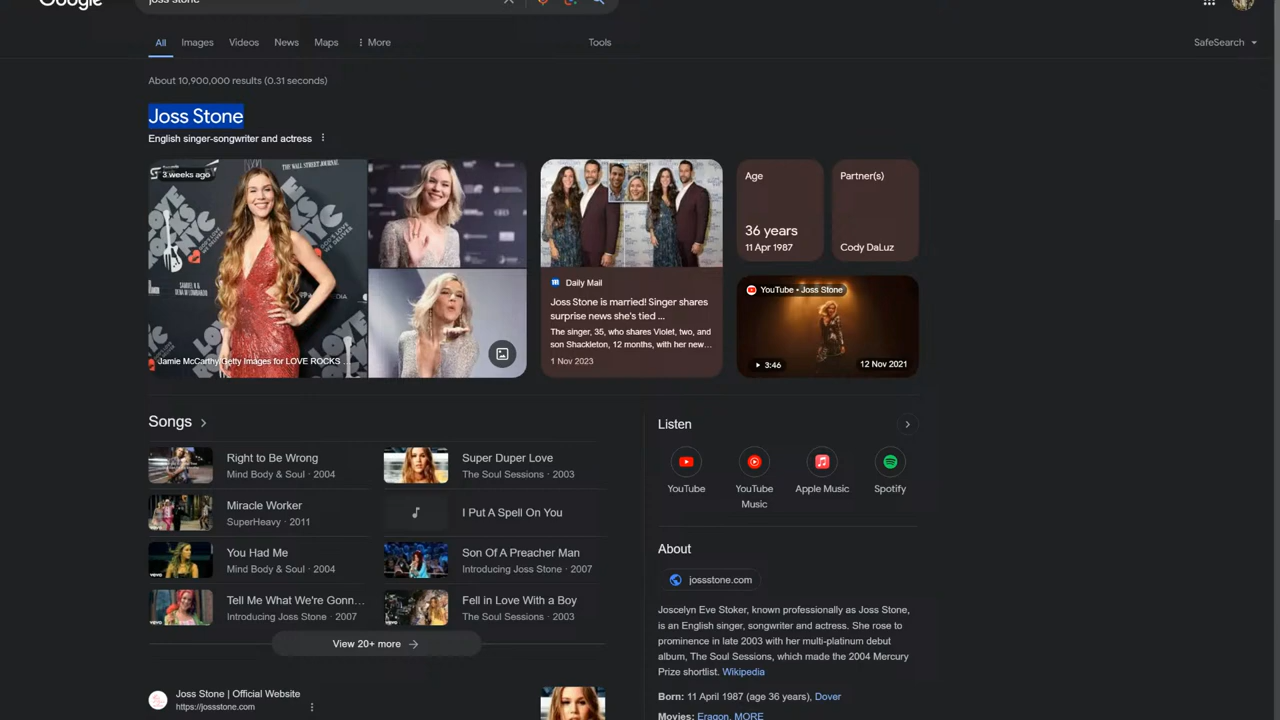 Google
joss stone
All
Images
Videos
News
Maps
More
Tools
SafeSearch
About 10,900,000 results (0.31 seconds)
Joss Stone
English singer-songwriter and actress
3 weeks ago
THE WALL STREET JOURNAL
Jamie McCarthy/Getty Images for LOVE ROCKS ...
Daily Mail
Joss Stone is married! Singer shares
surprise news she's tied ...
The singer, 35, who shares Violet, two, and
son Shackleton, 12 months, with her new...
1 Nov 2023
Age
36 years
11 Apr 1987
Partner(s)
Cody DaLuz
YouTube • Joss Stone
3:46
12 Nov 2021
Songs
Right to Be Wrong
Mind Body & Soul · 2004
Super Duper Love
The Soul Sessions · 2003
Miracle Worker
SuperHeavy · 2011
I Put A Spell On You
You Had Me
Mind Body & Soul · 2004
Son Of A Preacher Man
Introducing Joss Stone · 2007
Tell Me What We're Gonn...
Introducing Joss Stone · 2007
Fell in Love With a Boy
The Soul Sessions · 2003
View 20+ more
Joss Stone | Official Website
https://jossstone.com
Listen
YouTube
YouTube
Music
Apple Music
Spotify
About
jossstone.com
Joscelyn Eve Stoker, known professionally as Joss Stone,
is an English singer, songwriter and actress. She rose to
prominence in late 2003 with her multi-platinum debut
album, The Soul Sessions, which made the 2004 Mercury
Prize shortlist. Wikipedia
Born: 11 April 1987 (age 36 years), Dover
Movies: Eragon, MORE